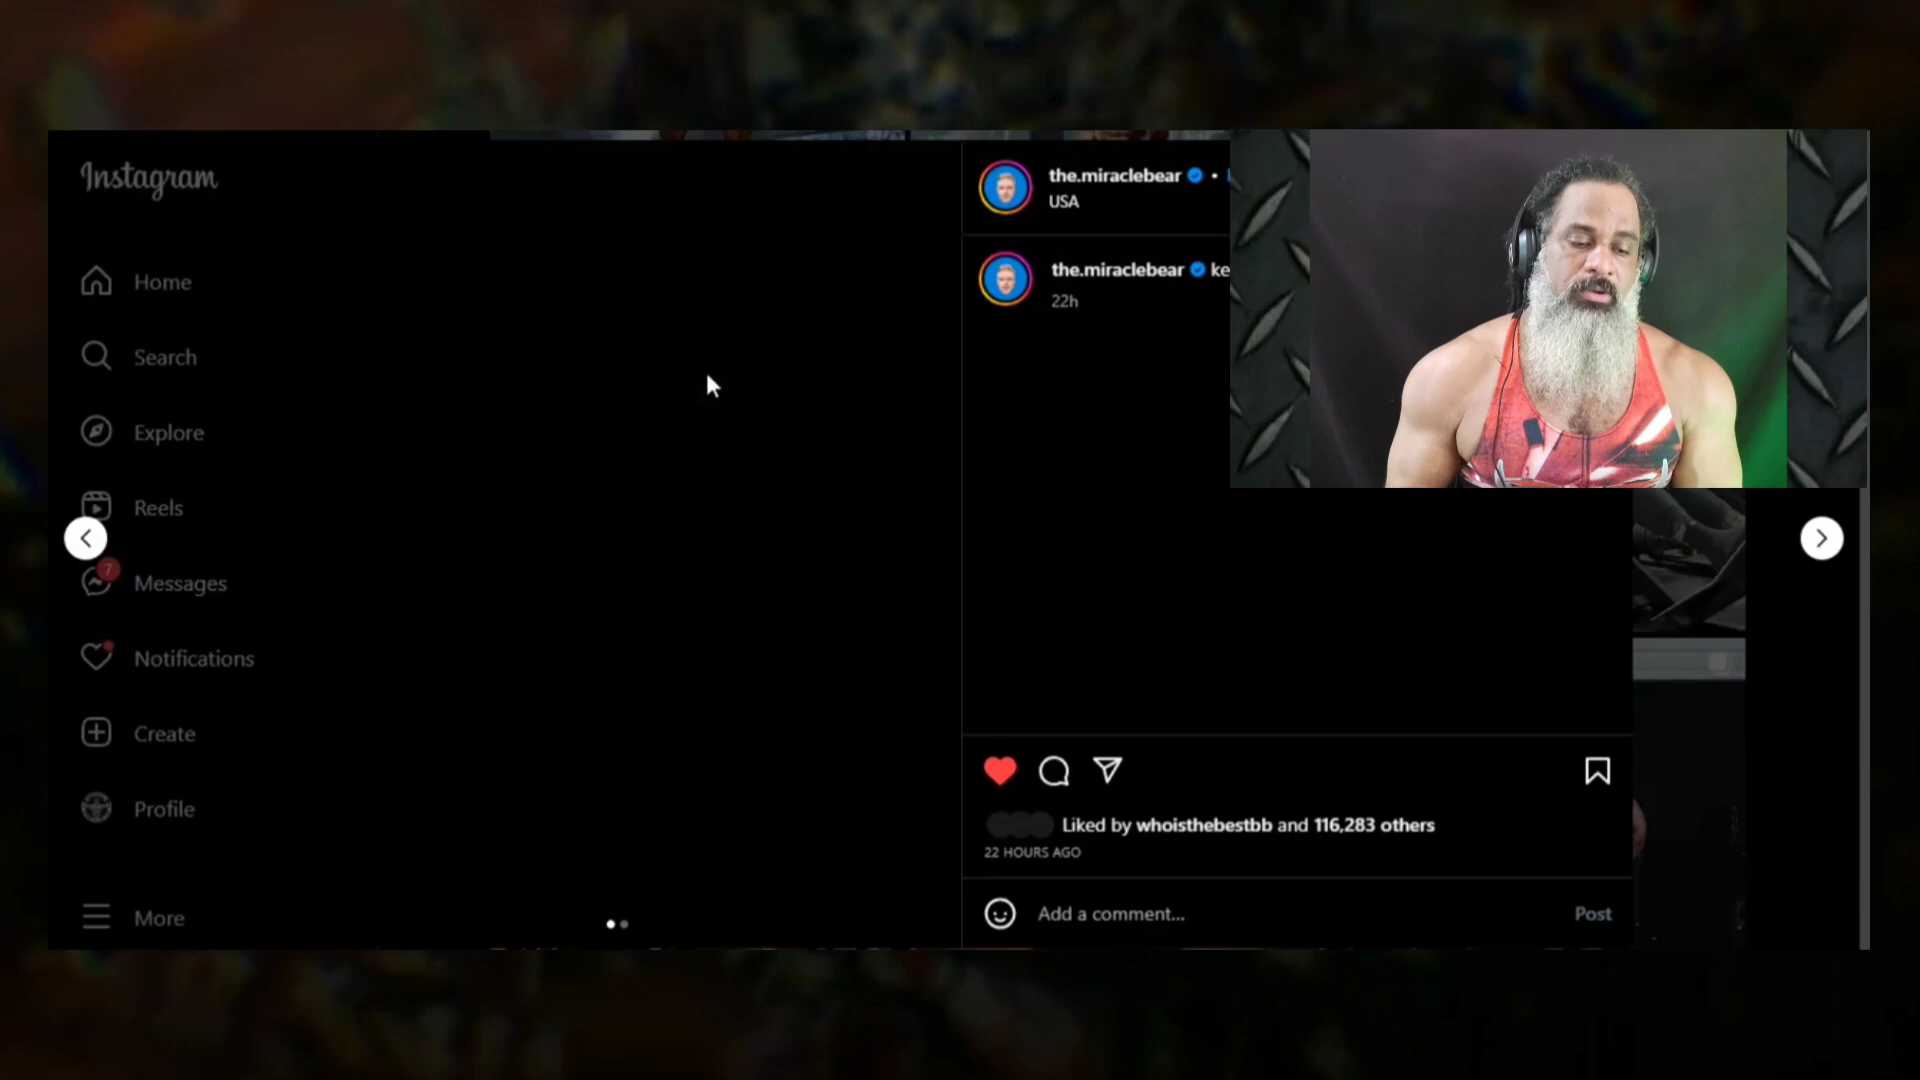 Instagram
Home
Search
Explore
Reels
7
Messages
Notifications
Create
Profile
More
the.miraclebear •
USA
the.miraclebear ke
22h
Liked by whoisthebestbb and 116,283 others
22 HOURS AGO
Add a comment...
Post